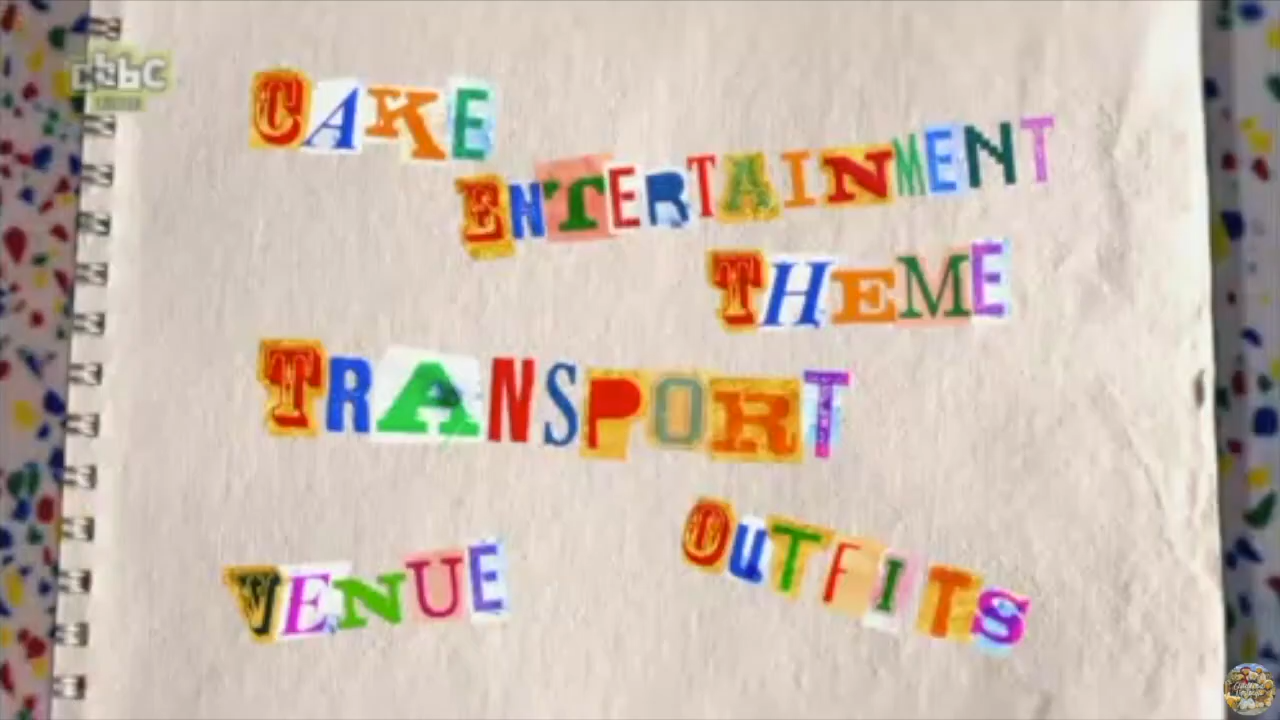 CBBC
CAKE
ENTERTAINMENT
THEME
TRANSPORT
OUTFITS
VENUE